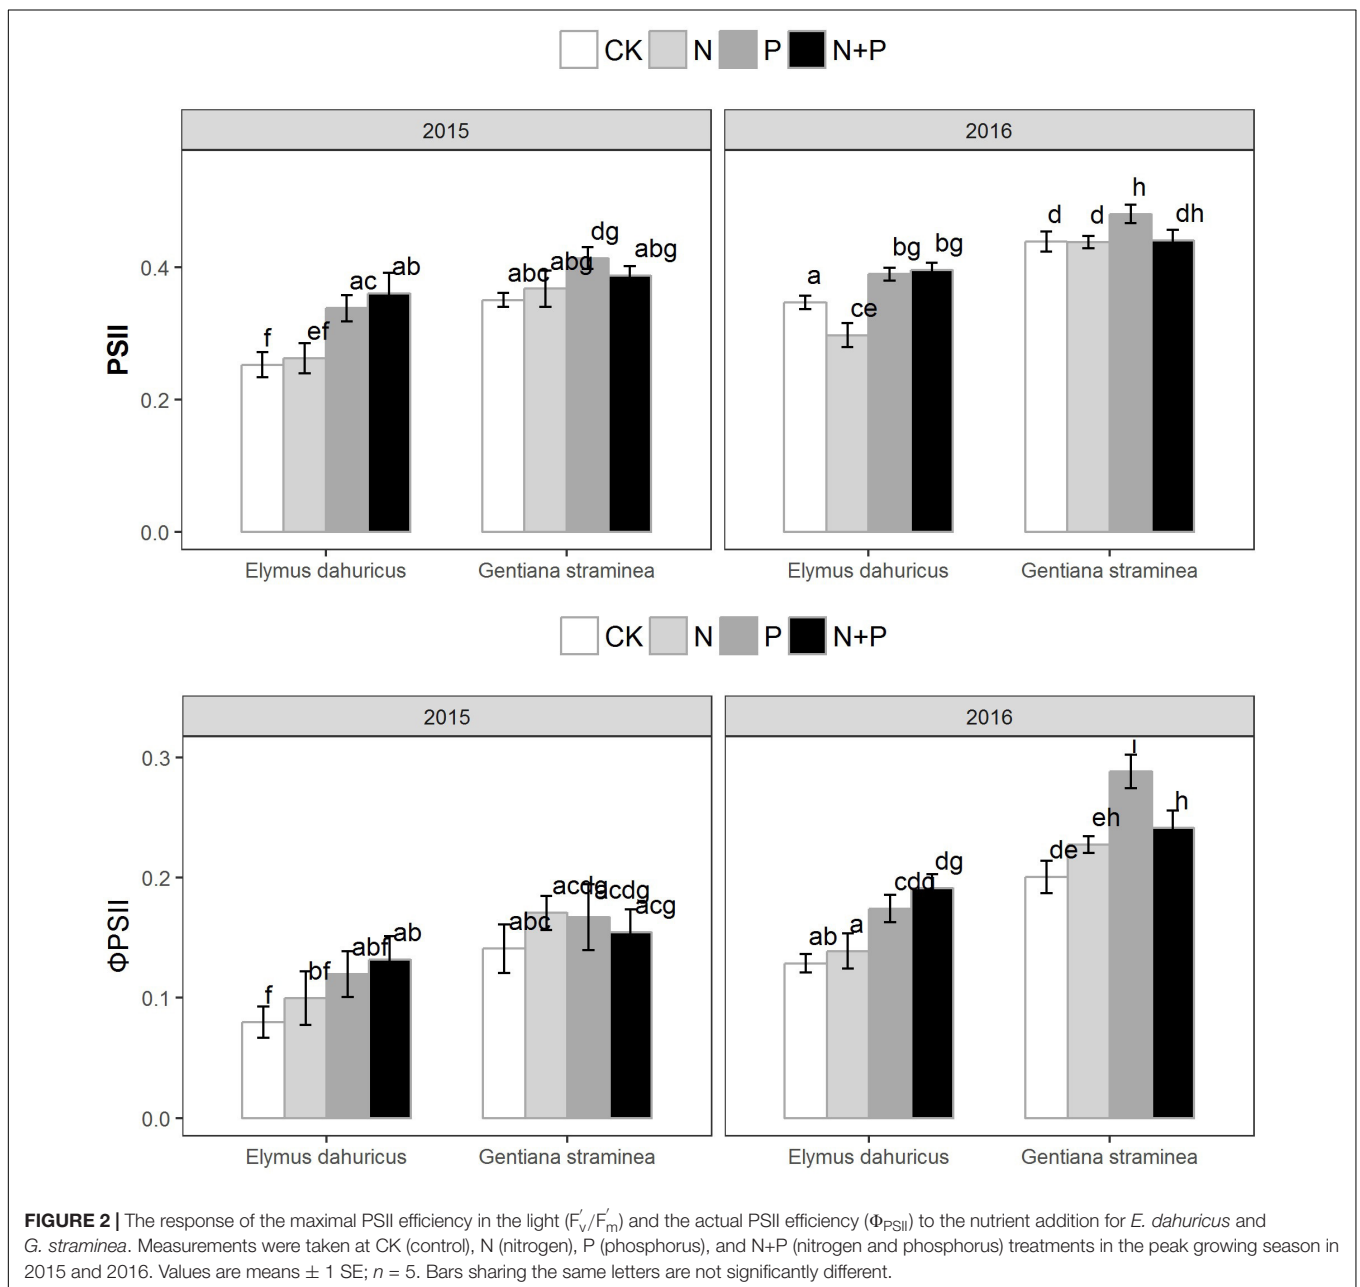 CK N P N+P
2015 2016
PSII
0.4
0.2
0.0
f ef ac ab abc abg dg abg
a ce bg bg d d h dh
Elymus dahuricus Gentiana straminea Elymus dahuricus Gentiana straminea
CK N P N+P
2015 2016
ΦPSII
0.3
0.2
0.1
0.0
f bf abf ab abc acdg acdg acg
ab a cdg dg de eh i h
Elymus dahuricus Gentiana straminea Elymus dahuricus Gentiana straminea
FIGURE 2 | The response of the maximal PSII efficiency in the light (F′v/F′m) and the actual PSII efficiency (ΦPSII) to the nutrient addition for E. dahuricus and
G. straminea. Measurements were taken at CK (control), N (nitrogen), P (phosphorus), and N+P (nitrogen and phosphorus) treatments in the peak growing season in
2015 and 2016. Values are means ± 1 SE; n = 5. Bars sharing the same letters are not significantly different.